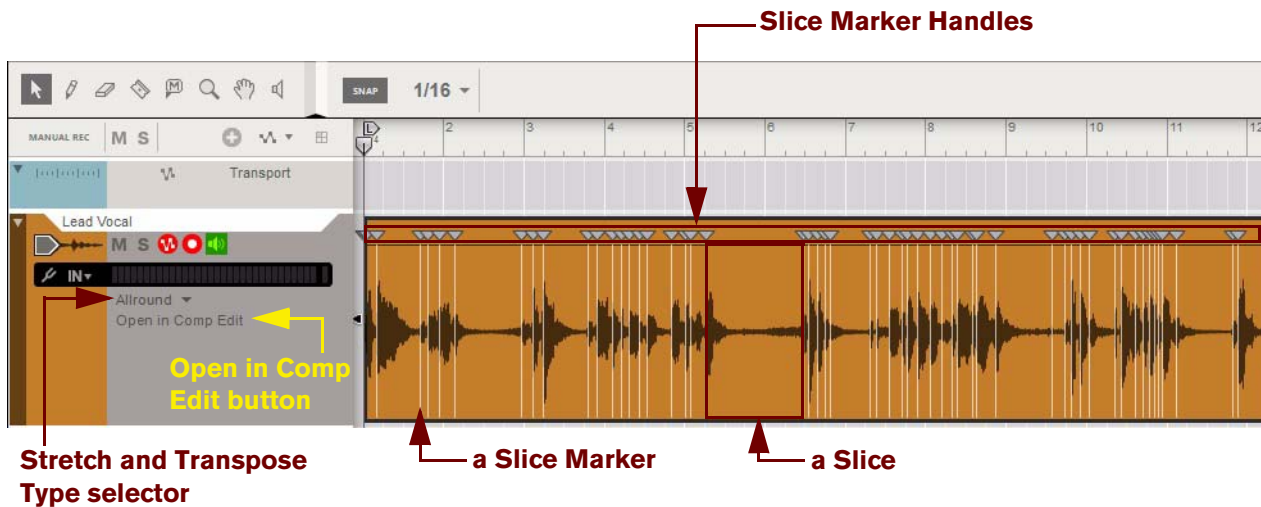 Slice Marker Handles
M
SNAP 1/16
MANUAL REC M S
L 4 2 3 4 5 6 7 8 9 10 11 12
Transport
Lead Vocal
M S
IN
Allround
Open in Comp Edit
Open in Comp
Edit button
Stretch and Transpose
Type selector
a Slice Marker
a Slice